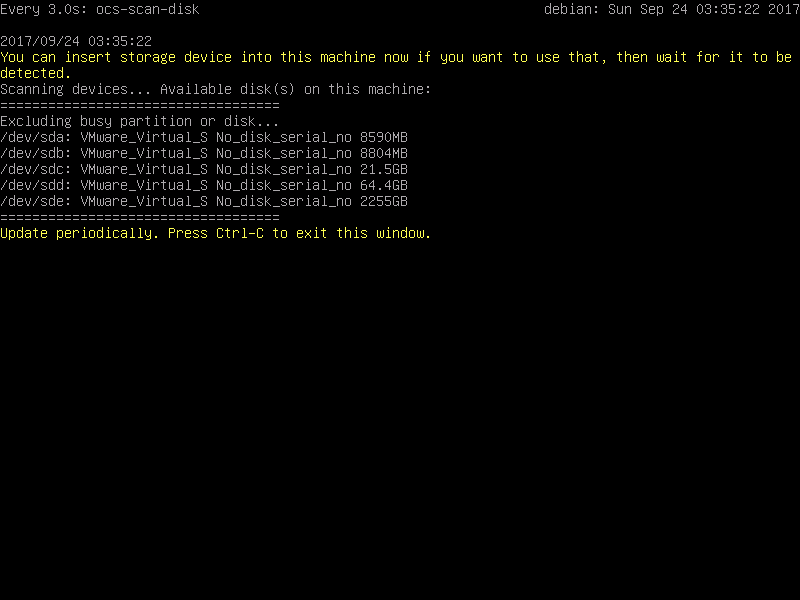 Every 3.0s: ocs-scan-disk debian: Sun Sep 24 03:35:22 2017
2017/09/24 03:35:22
You can insert storage device into this machine now if you want to use that, then wait for it to be
detected.
Scanning devices... Available disk(s) on this machine:
===================================
Excluding busy partition or disk...
/dev/sda: VMware_Virtual_S No_disk_serial_no 8590MB
/dev/sdb: VMware_Virtual_S No_disk_serial_no 8804MB
/dev/sdc: VMware_Virtual_S No_disk_serial_no 21.5GB
/dev/sdd: VMware_Virtual_S No_disk_serial_no 64.4GB
/dev/sde: VMware_Virtual_S No_disk_serial_no 2255GB
===================================
Update periodically. Press Ctrl-C to exit this window.